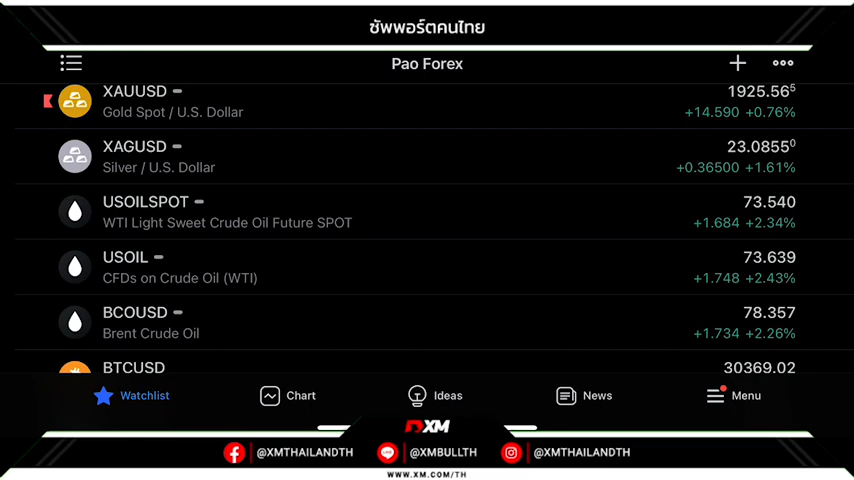 ซัพพอร์ตคนไทย
Pao Forex
XAUUSD 1925.56⁵
Gold Spot / U.S. Dollar +14.590 +0.76%
XAGUSD 23.0855⁰
Silver / U.S. Dollar +0.36500 +1.61%
USOILSPOT 73.540
WTI Light Sweet Crude Oil Future SPOT +1.684 +2.34%
USOIL 73.639
CFDs on Crude Oil (WTI) +1.748 +2.43%
BCOUSD 78.357
Brent Crude Oil +1.734 +2.26%
BTCUSD 30369.02
Watchlist Chart Ideas News Menu
XM
@XMTHAILANDTH @XMBULLTH @XMTHAILANDTH
WWW.XM.COM/TH